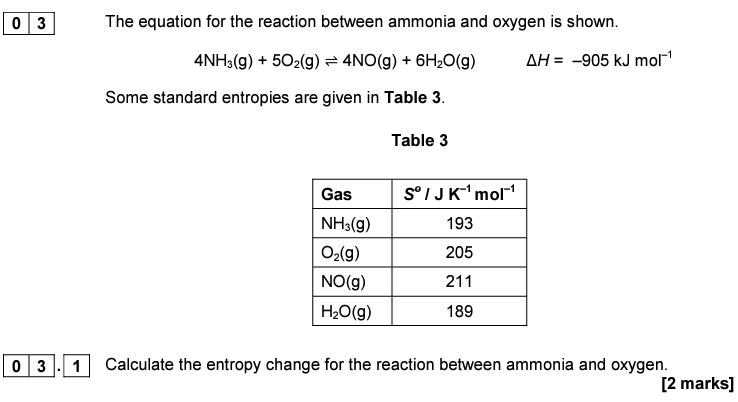 0 3 The equation for the reaction between ammonia and oxygen is shown.
4NH₃(g) + 5O₂(g) ⇌ 4NO(g) + 6H₂O(g) ΔH = –905 kJ mol⁻¹
Some standard entropies are given in Table 3.
Table 3
Gas S⁰ / J K⁻¹ mol⁻¹
NH₃(g) 193
O₂(g) 205
NO(g) 211
H₂O(g) 189
0 3 . 1 Calculate the entropy change for the reaction between ammonia and oxygen.
[2 marks]